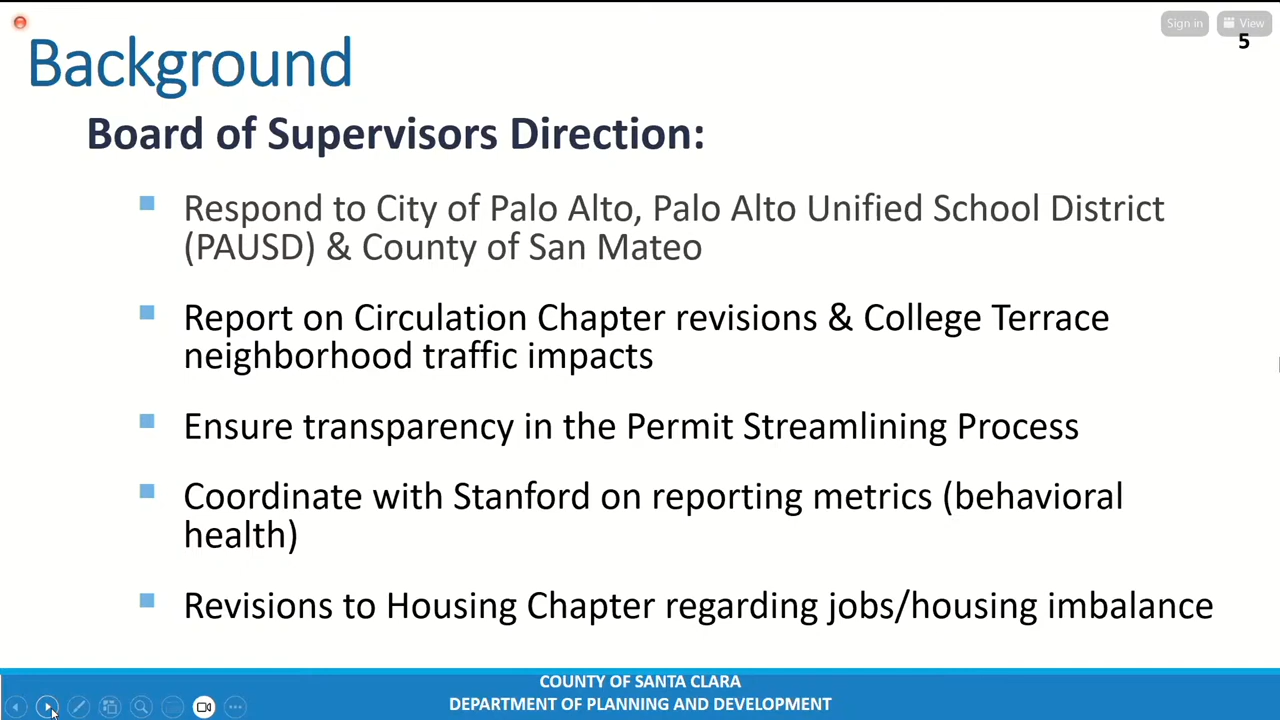 Sign in
View
5
Background
Board of Supervisors Direction:
Respond to City of Palo Alto, Palo Alto Unified School District
(PAUSD) & County of San Mateo
Report on Circulation Chapter revisions & College Terrace
neighborhood traffic impacts
Ensure transparency in the Permit Streamlining Process
Coordinate with Stanford on reporting metrics (behavioral
health)
Revisions to Housing Chapter regarding jobs/housing imbalance
COUNTY OF SANTA CLARA
DEPARTMENT OF PLANNING AND DEVELOPMENT